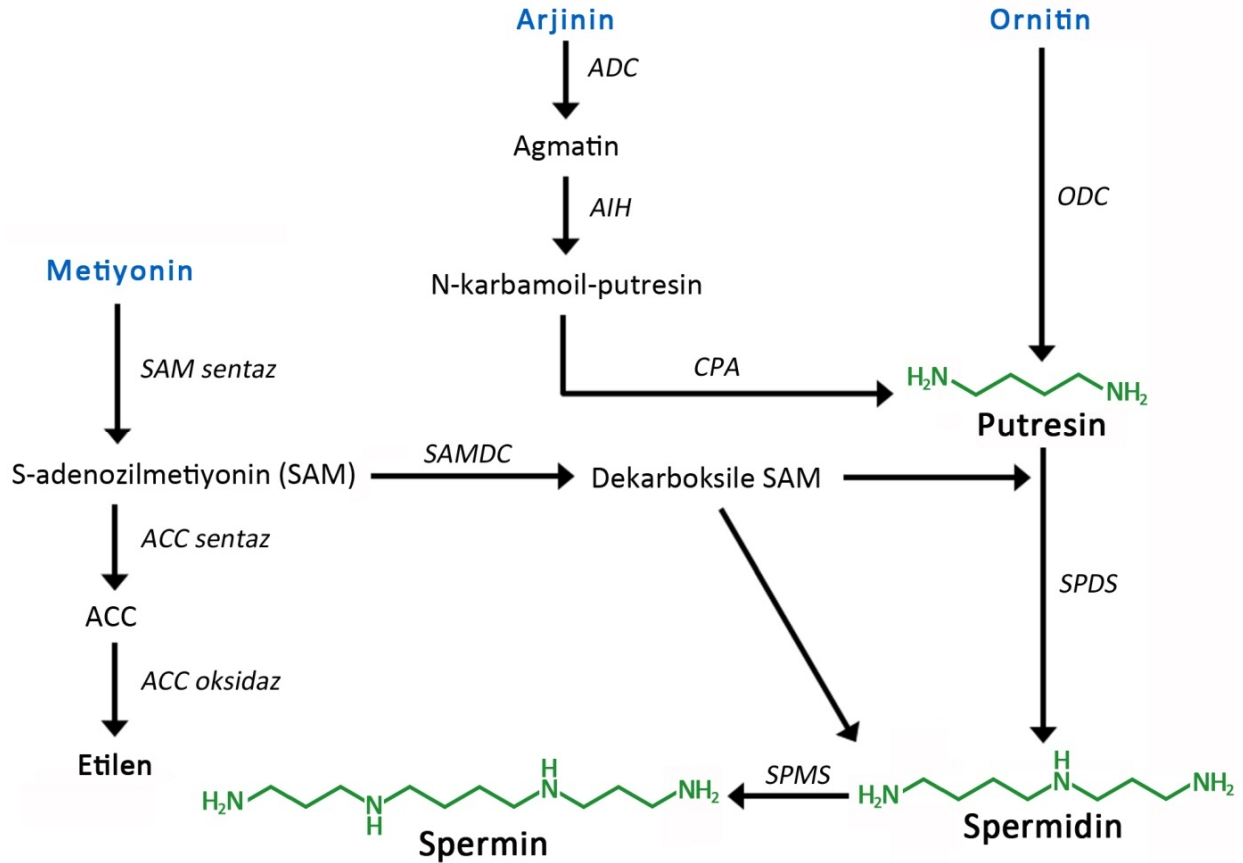 Arjinin
Ornitin
ADC
Agmatin
AIH
ODC
Metiyonin
N-karbamoil-putresin
SAM sentaz
CPA
H₂N
NH₂
Putresin
S-adenozilmetiyonin (SAM)
SAMDC
Dekarboksile SAM
ACC sentaz
SPDS
ACC
ACC oksidaz
Etilen
H₂N
N
H
H
N
NH₂
SPMS
H₂N
H
N
NH₂
Spermin
Spermidin